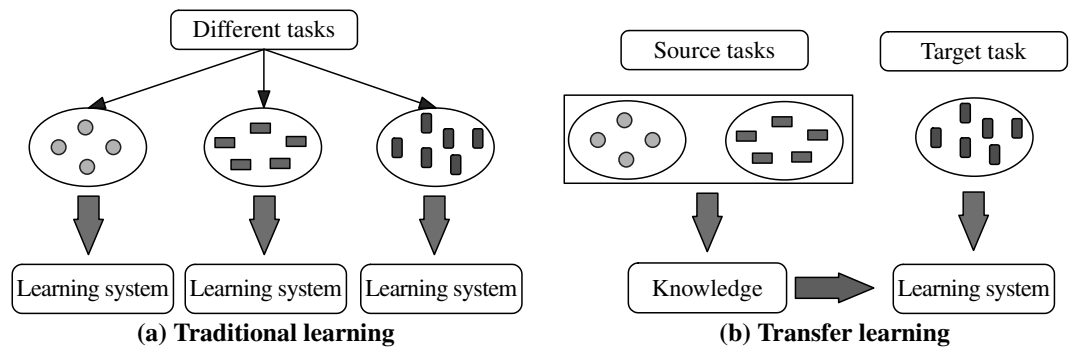 Different tasks
Learning system
Learning system
Learning system
(a) Traditional learning
Source tasks
Target task
Knowledge
Learning system
(b) Transfer learning